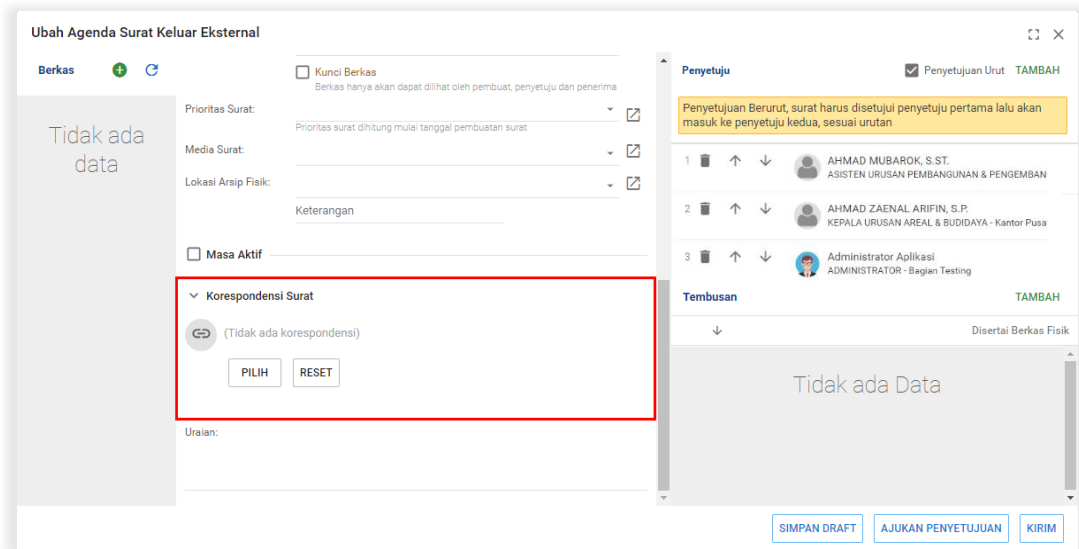 Ubah Agenda Surat Keluar Eksternal
Berkas
Tidak ada
data
Kunci Berkas
Berkas hanya akan dapat dilihat oleh pembuat, penyetuju dan penerima
Prioritas Surat:
Prioritas surat dihitung mulai tanggal pembuatan surat
Media Surat:
Lokasi Arsip Fisik:
Keterangan
Masa Aktif
Korespondensi Surat
(Tidak ada korespondensi)
PILIH RESET
Uraian:
Penyetuju Penyetujuan Urut TAMBAH
Penyetujuan Berurut, surat harus disetujui penyetuju pertama lalu akan
masuk ke penyetuju kedua, sesuai urutan
1 AHMAD MUBAROK, S.ST.
ASISTEN URUSAN PEMBANGUNAN & PENGEMBAN
2 AHMAD ZAENAL ARIFIN, S.P.
KEPALA URUSAN AREAL & BUDIDAYA - Kantor Pusa
3 Administrator Aplikasi
ADMINISTRATOR - Bagian Testing
Tembusan TAMBAH
Disertai Berkas Fisik
Tidak ada Data
SIMPAN DRAFT AJUKAN PENYETUJUAN KIRIM